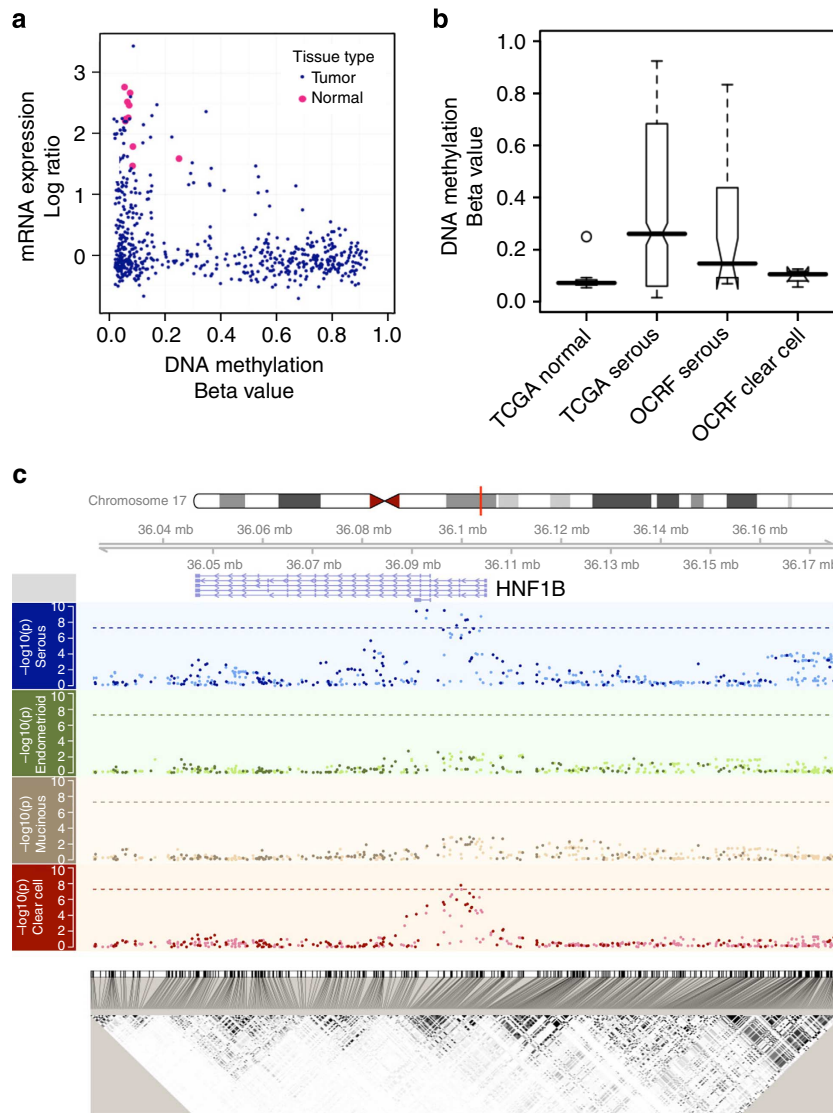 a
mRNA expression
Log ratio
3
2
1
0
Tissue type
Tumor
Normal
0.0 0.2 0.4 0.6 0.8 1.0
DNA methylation
Beta value
b
DNA methylation
Beta value
1.0
0.8
0.6
0.4
0.2
0.0
TCGA normal
TCGA serous
OCRF serous
OCRF clear cell
c
Chromosome 17
36.04 mb 36.06 mb 36.08 mb 36.1 mb 36.12 mb 36.14 mb 36.16 mb
36.05 mb 36.07 mb 36.09 mb 36.11 mb 36.13 mb 36.15 mb 36.17 mb
HNF1B
−log10(p)
Serous
10
8
6
4
2
0
−log10(p)
Endometrioid
10
8
6
4
2
0
−log10(p)
Mucinous
10
8
6
4
2
0
−log10(p)
Clear cell
10
8
6
4
2
0